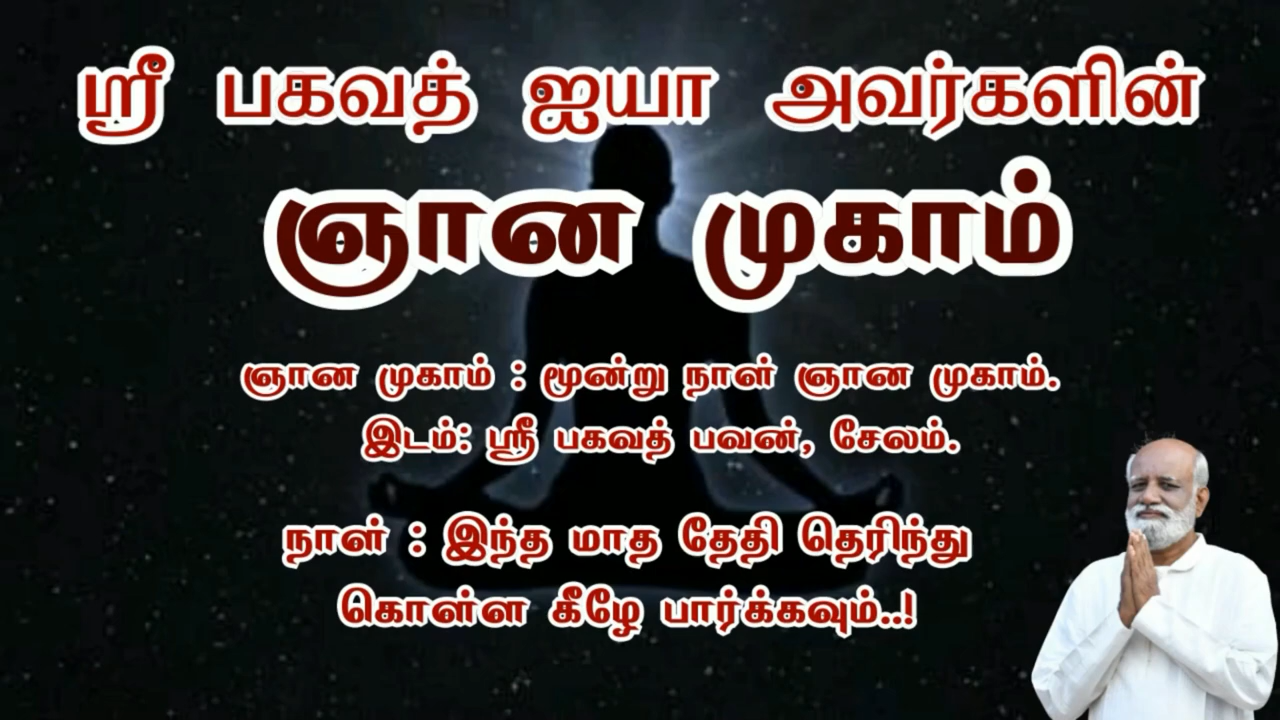 ஸ்ரீ பகவத் ஐயா அவர்களின்
ஞான முகாம்
ஞான முகாம் : மூன்று நாள் ஞான முகாம்.
இடம்: ஸ்ரீ பகவத் பவன், சேலம்.
நாள் : இந்த மாத தேதி தெரிந்து
கொள்ள கீழே பார்க்கவும்..!